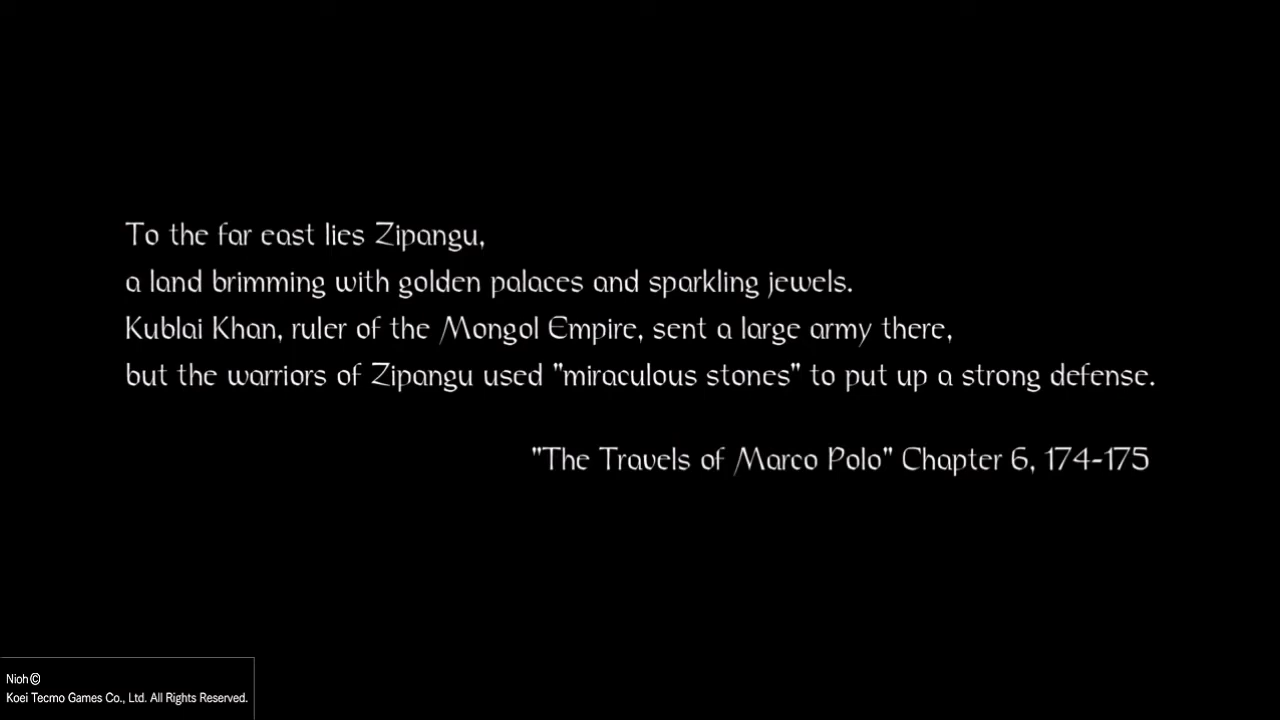 To the far east lies Zipangu,
a land brimming with golden palaces and sparkling jewels.
Kublai Khan, ruler of the Mongol Empire, sent a large army there,
but the warriors of Zipangu used "miraculous stones" to put up a strong defense.
"The Travels of Marco Polo" Chapter 6, 174-175
Nioh©
Koei Tecmo Games Co., Ltd. All Rights Reserved.